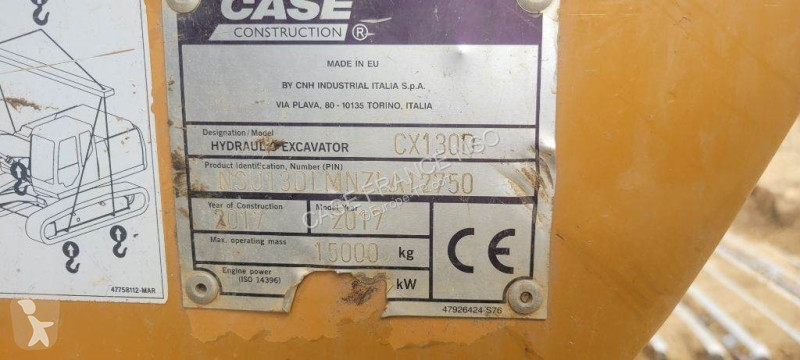 CASE
CONSTRUCTION ®
MADE IN EU
BY CNH INDUSTRIAL ITALIA S.p.A.
VIA PLAVA, 80 - 10135 TORINO, ITALIA
Designation/Model
HYDRAULIC EXCAVATOR CX130D
Product Identification, Number (PIN)
Year of Construction Model Year
2017 2017
Max. operating mass
15000 kg
Engine power
(ISO 14396) kW
CE
47926424-S76
47758112-MAR